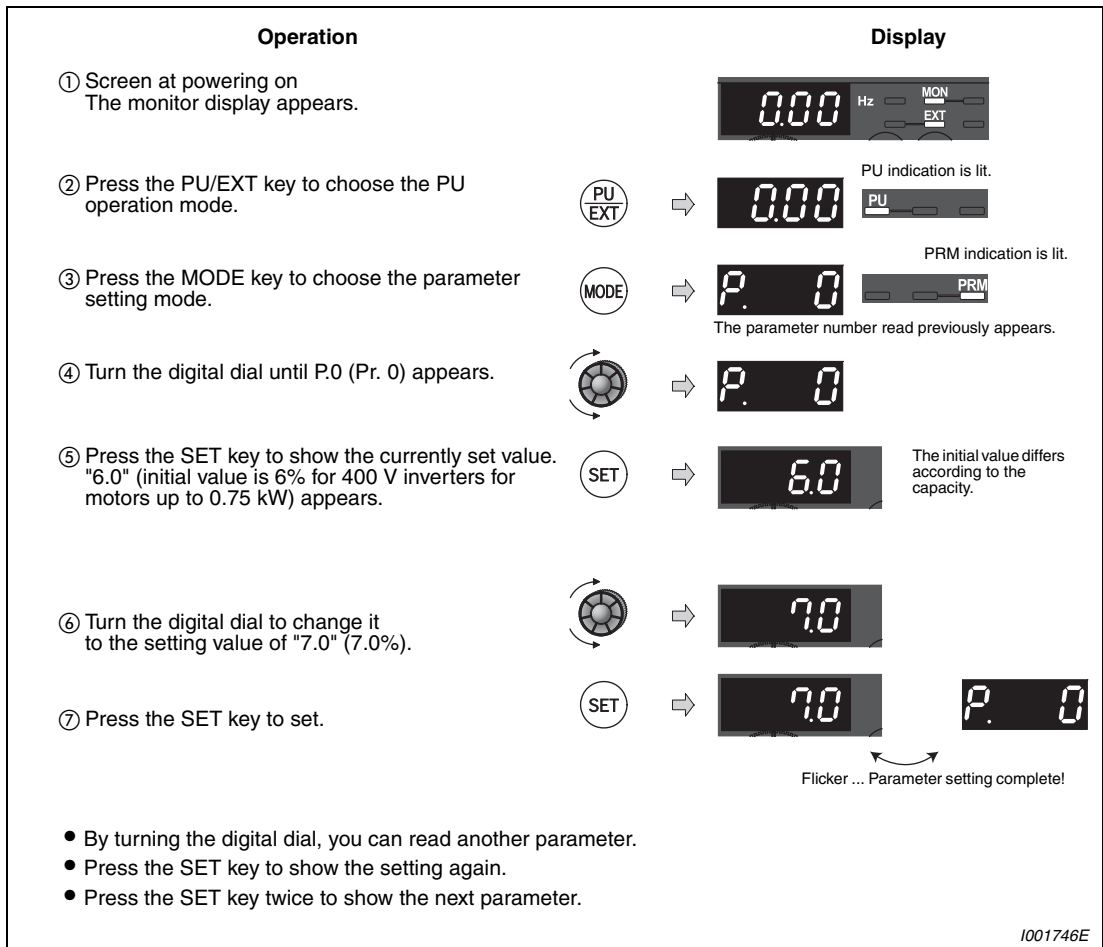 Operation
Display
① Screen at powering on
The monitor display appears.
0.00 Hz MON
EXT
② Press the PU/EXT key to choose the PU
operation mode.
PU
EXT
0.00
PU indication is lit.
PU
③ Press the MODE key to choose the parameter
setting mode.
MODE
P. 0
PRM indication is lit.
PRM
The parameter number read previously appears.
④ Turn the digital dial until P.0 (Pr. 0) appears.
P. 0
⑤ Press the SET key to show the currently set value.
"6.0" (initial value is 6% for 400 V inverters for
motors up to 0.75 kW) appears.
SET
6.0
The initial value differs
according to the
capacity.
⑥ Turn the digital dial to change it
to the setting value of "7.0" (7.0%).
7.0
⑦ Press the SET key to set.
SET
7.0
P. 0
Flicker ... Parameter setting complete!
• By turning the digital dial, you can read another parameter.
• Press the SET key to show the setting again.
• Press the SET key twice to show the next parameter.
I001746E